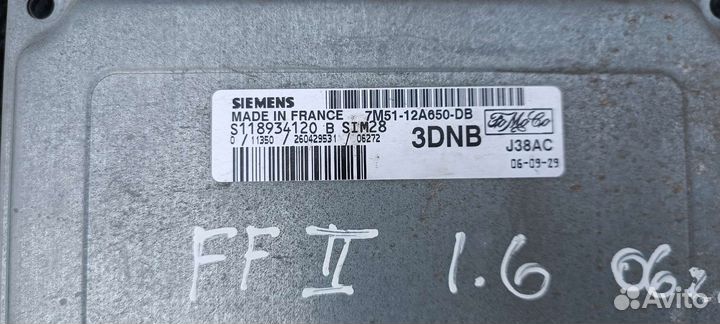 SIEMENS
MADE IN FRANCE 7M51-12A650-DB
S118934120 B SIM28
0 / 11350 / 260429531 / 06272
3DNB
FoMoCo
J38AC
06-09-29
FF II 1.6 06г
Avito